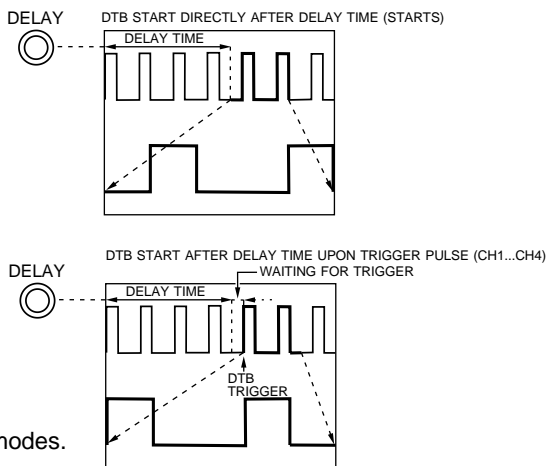 DELAY
DTB START DIRECTLY AFTER DELAY TIME (STARTS)
DELAY TIME
DTB START AFTER DELAY TIME UPON TRIGGER PULSE (CH1...CH4)
DELAY
WAITING FOR TRIGGER
DELAY TIME
DTB
TRIGGER
modes.